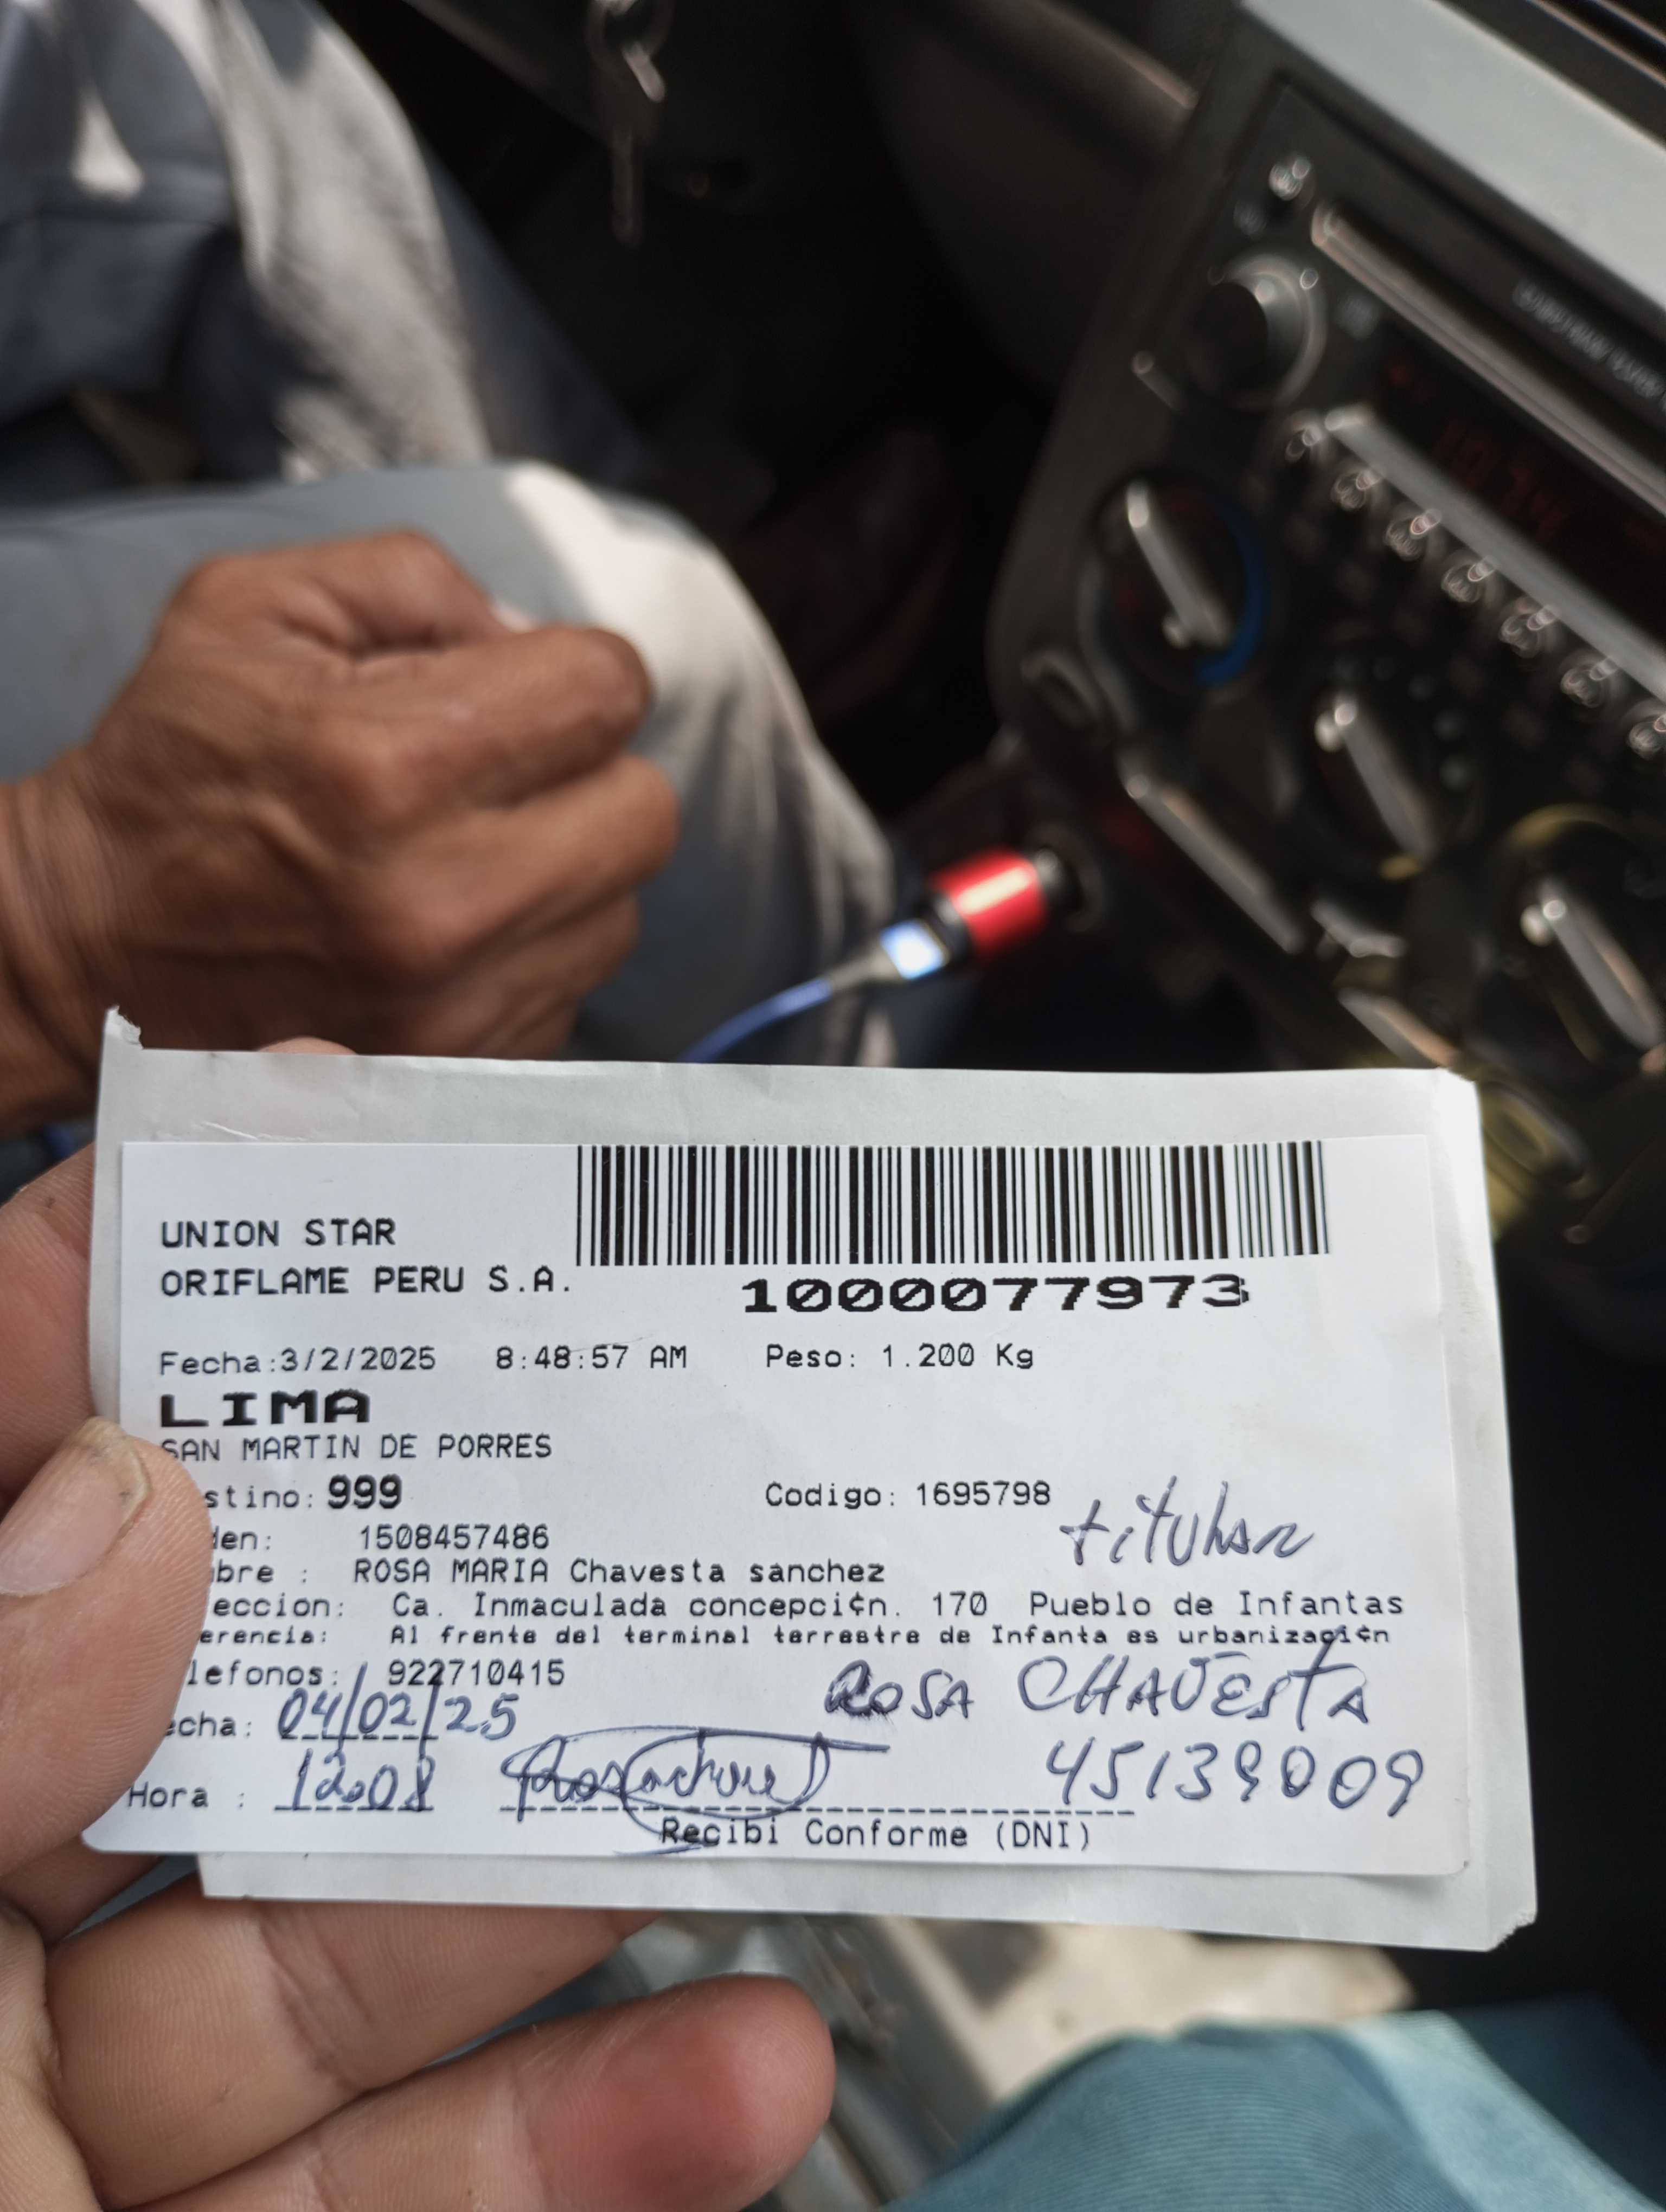 UNION STAR
ORIFLAME PERU S.A.
1000077973
Fecha:3/2/2025 8:48:57 AM Peso: 1.200 Kg
LIMA
SAN MARTIN DE PORRES
stino: 999 Codigo: 1695798
titular
den: 1508457486
bre : ROSA MARIA Chavesta sanchez
eccion: Ca. Inmaculada concepci¢n. 170 Pueblo de Infantas
erencia: Al frente del terminal terrestre de Infanta es urbanizaci¢n
lefonos: 922710415
ROSA CHAVESTA
echa: 04/02/25
Hora : 12:08
45139009
Recibi Conforme (DNI)